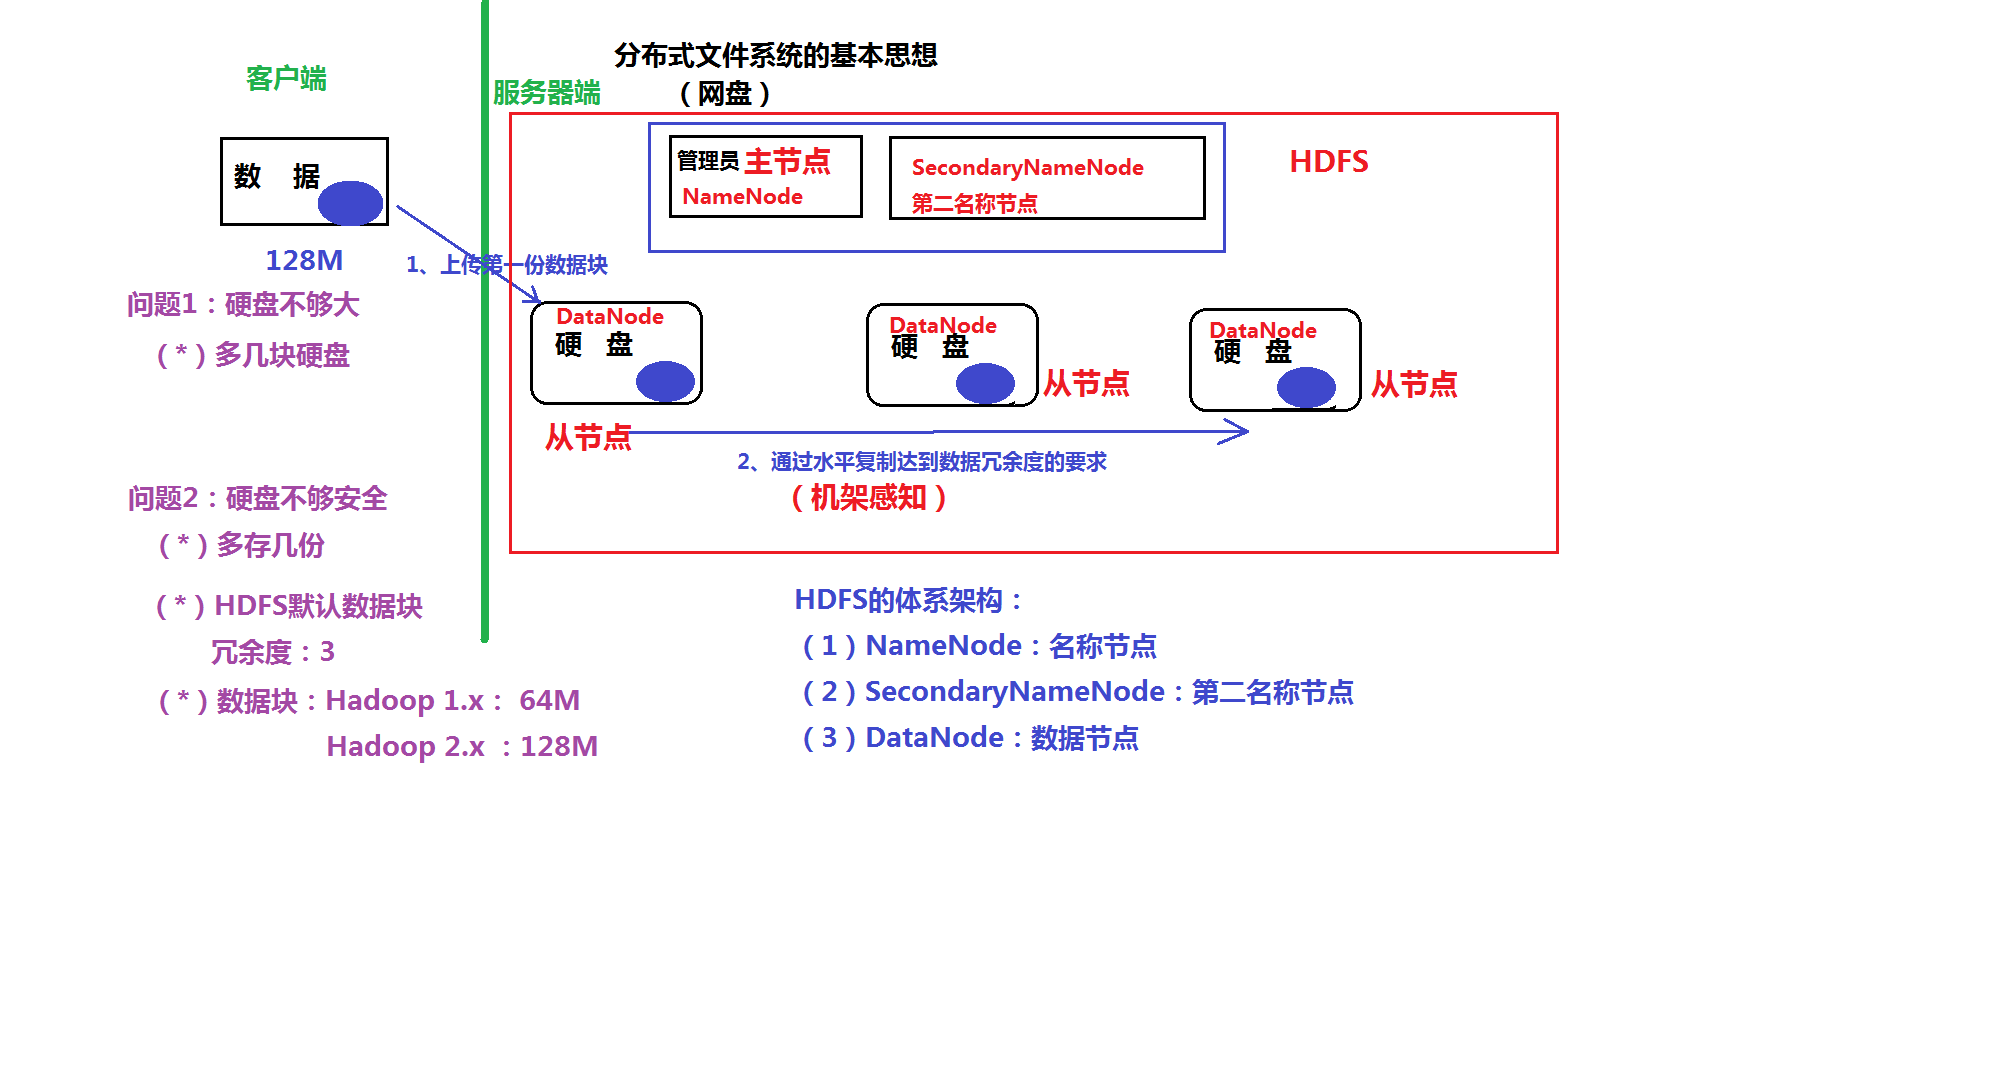 分布式文件系统的基本思想
（网盘）
客户端
服务器端
数 据
128M
问题1：硬盘不够大
（*）多几块硬盘
问题2：硬盘不够安全
（*）多存几份
（*）HDFS默认数据块
冗余度：3
（*）数据块：Hadoop 1.x： 64M
Hadoop 2.x ：128M
1、上传第一份数据块
管理员 主节点
NameNode
SecondaryNameNode
第二名称节点
HDFS
DataNode
硬 盘
从节点
DataNode
硬 盘
从节点
DataNode
硬 盘
从节点
2、通过水平复制达到数据冗余度的要求
（机架感知）
HDFS的体系架构：
（1）NameNode：名称节点
（2）SecondaryNameNode：第二名称节点
（3）DataNode：数据节点